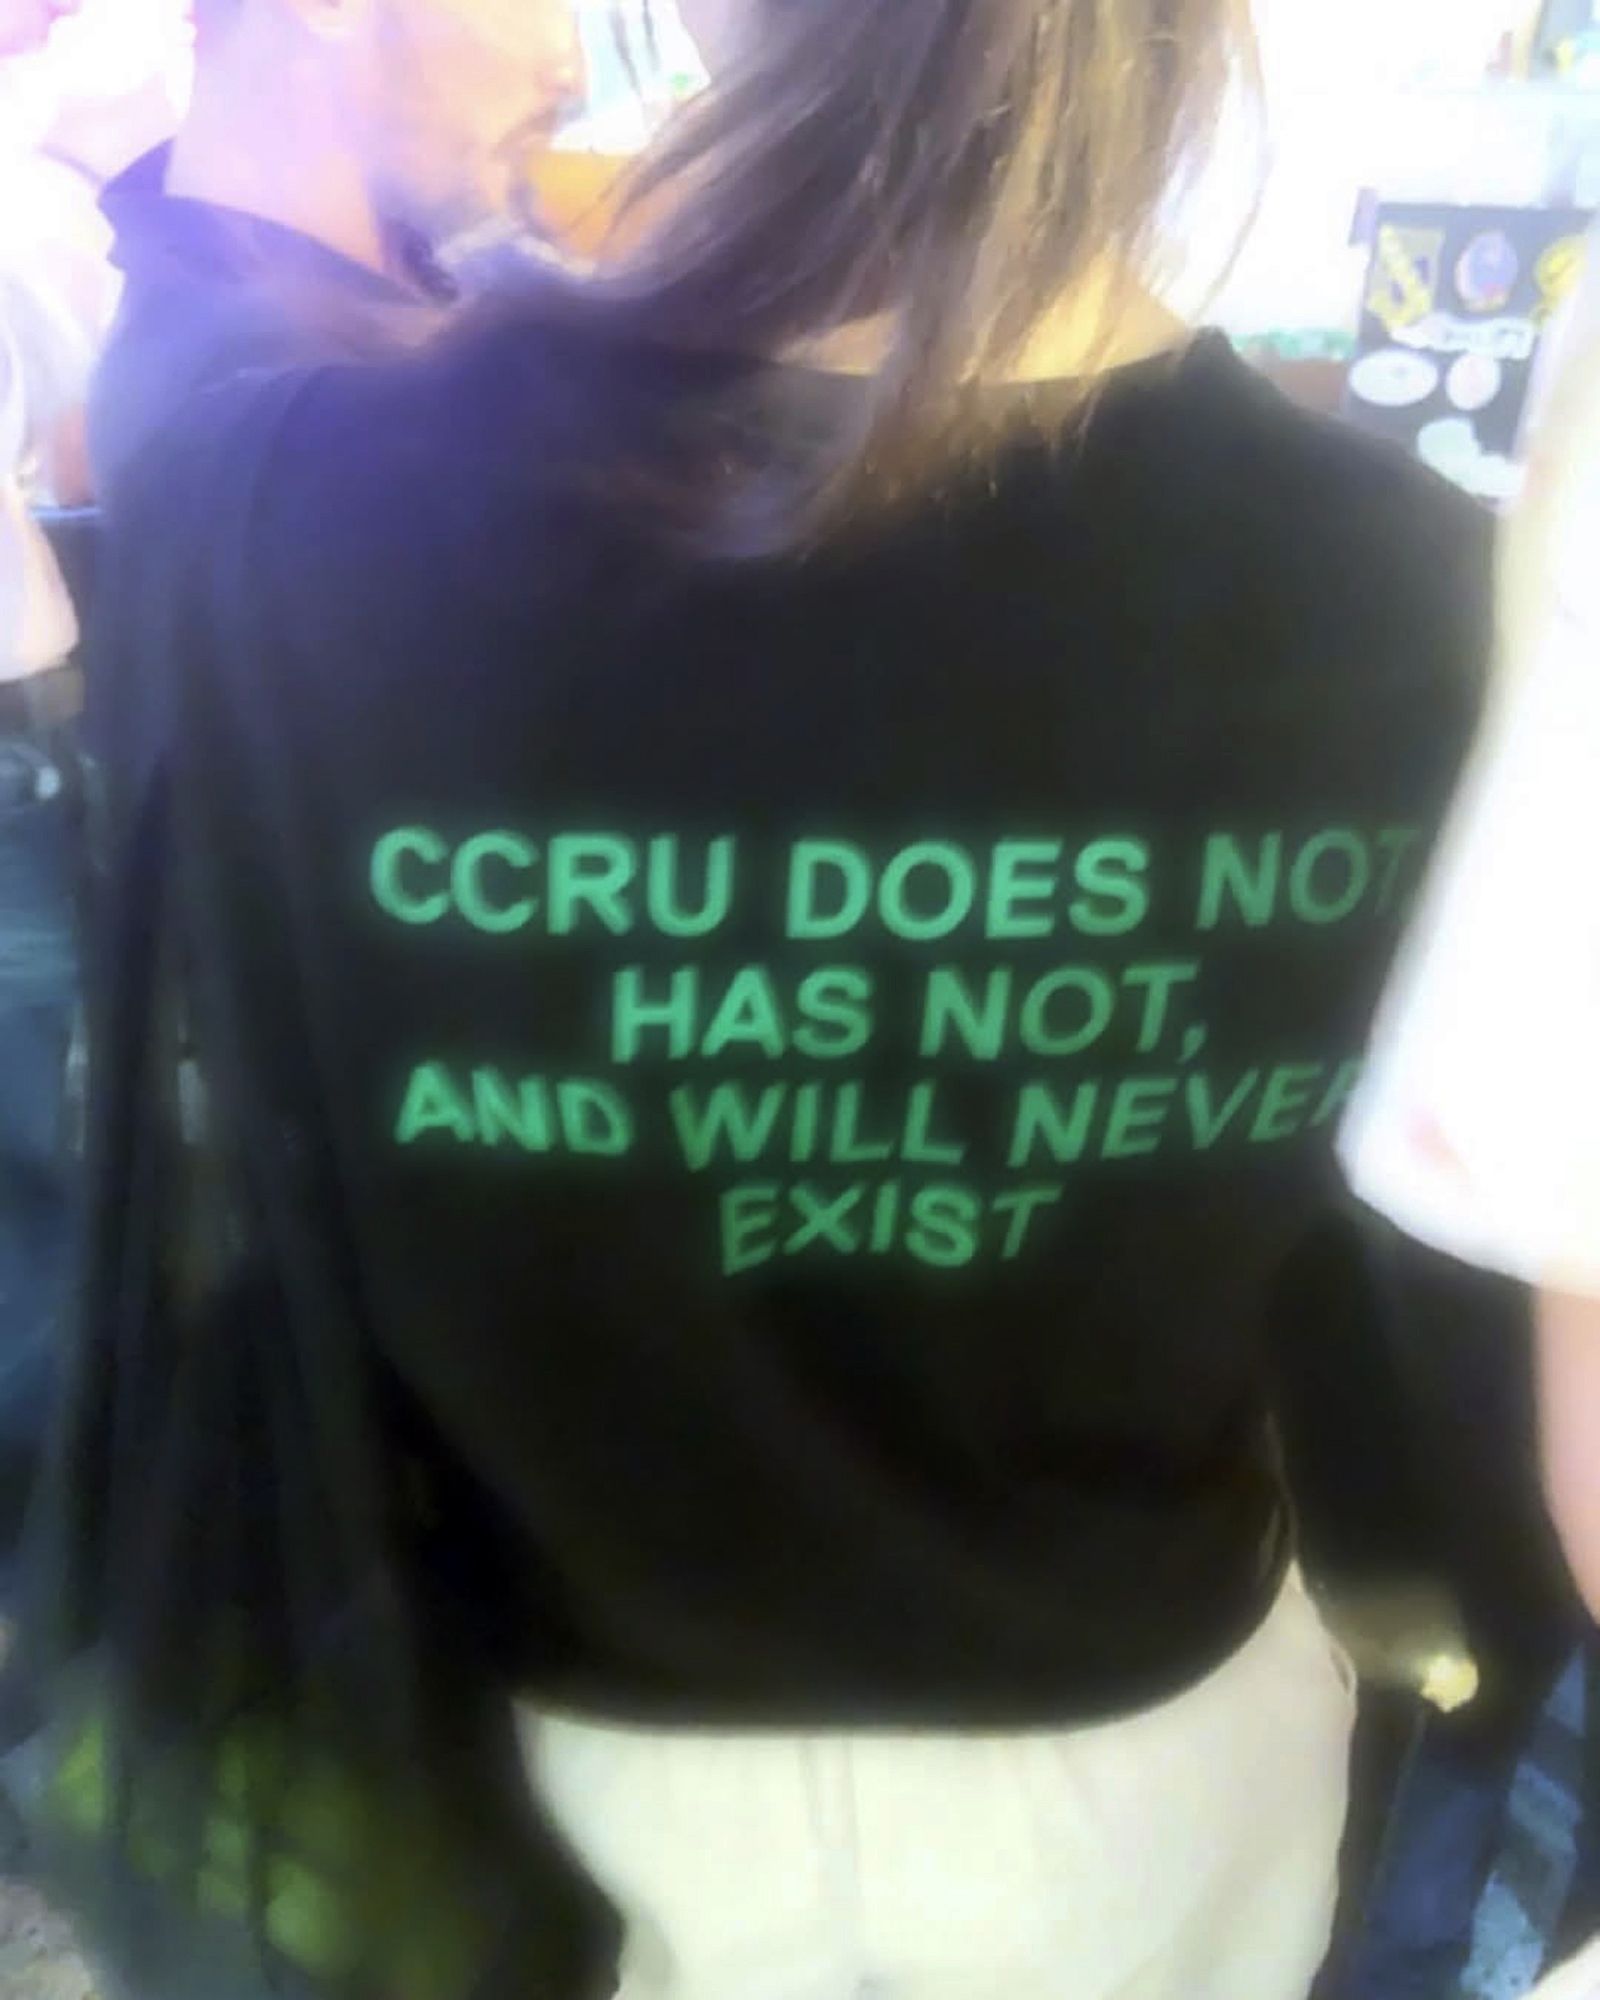 CCRU DOES NOT
HAS NOT,
AND WILL NEVER
EXIST